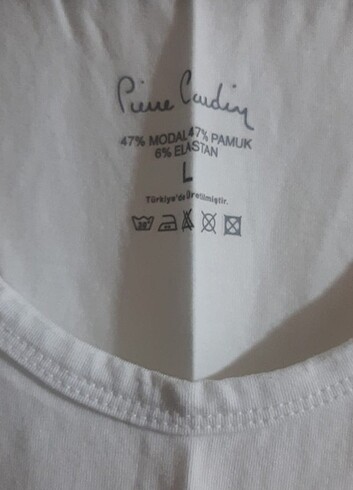 Pierre Cardin
47% MODAL 47% PAMUK
6% ELASTAN
L
Türkiye'de üretilmiştir.